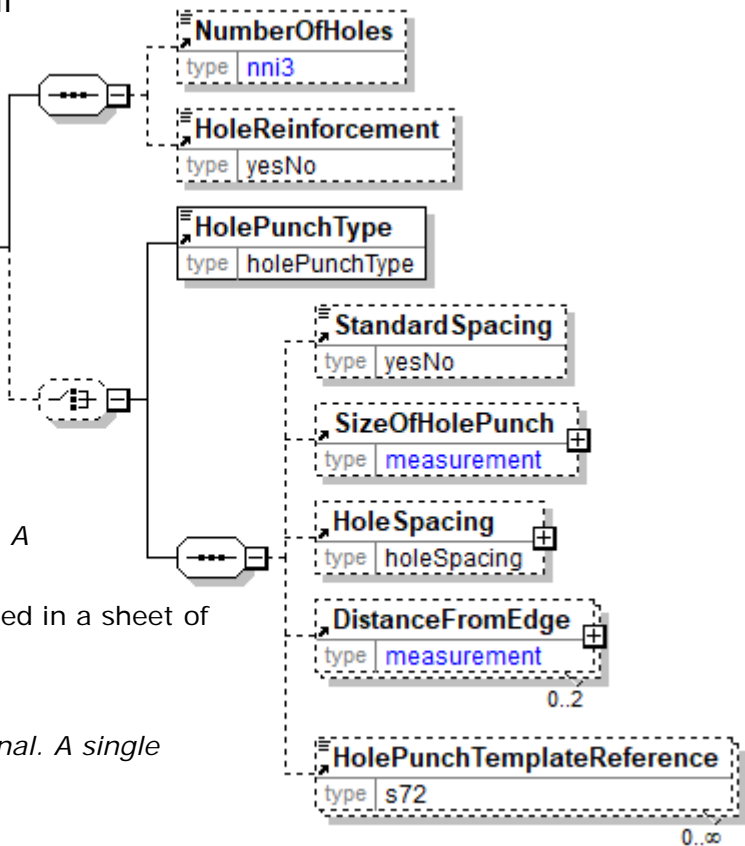 NumberOfHoles
type nni3
HoleReinforcement
type yesNo
HolePunchType
type holePunchType
StandardSpacing
type yesNo
SizeOfHolePunch
type measurement
HoleSpacing
type holeSpacing
A
ed in a sheet of
DistanceFromEdge
type measurement
0..2
nal. A single
HolePunchTemplateReference
type s72
0..∞